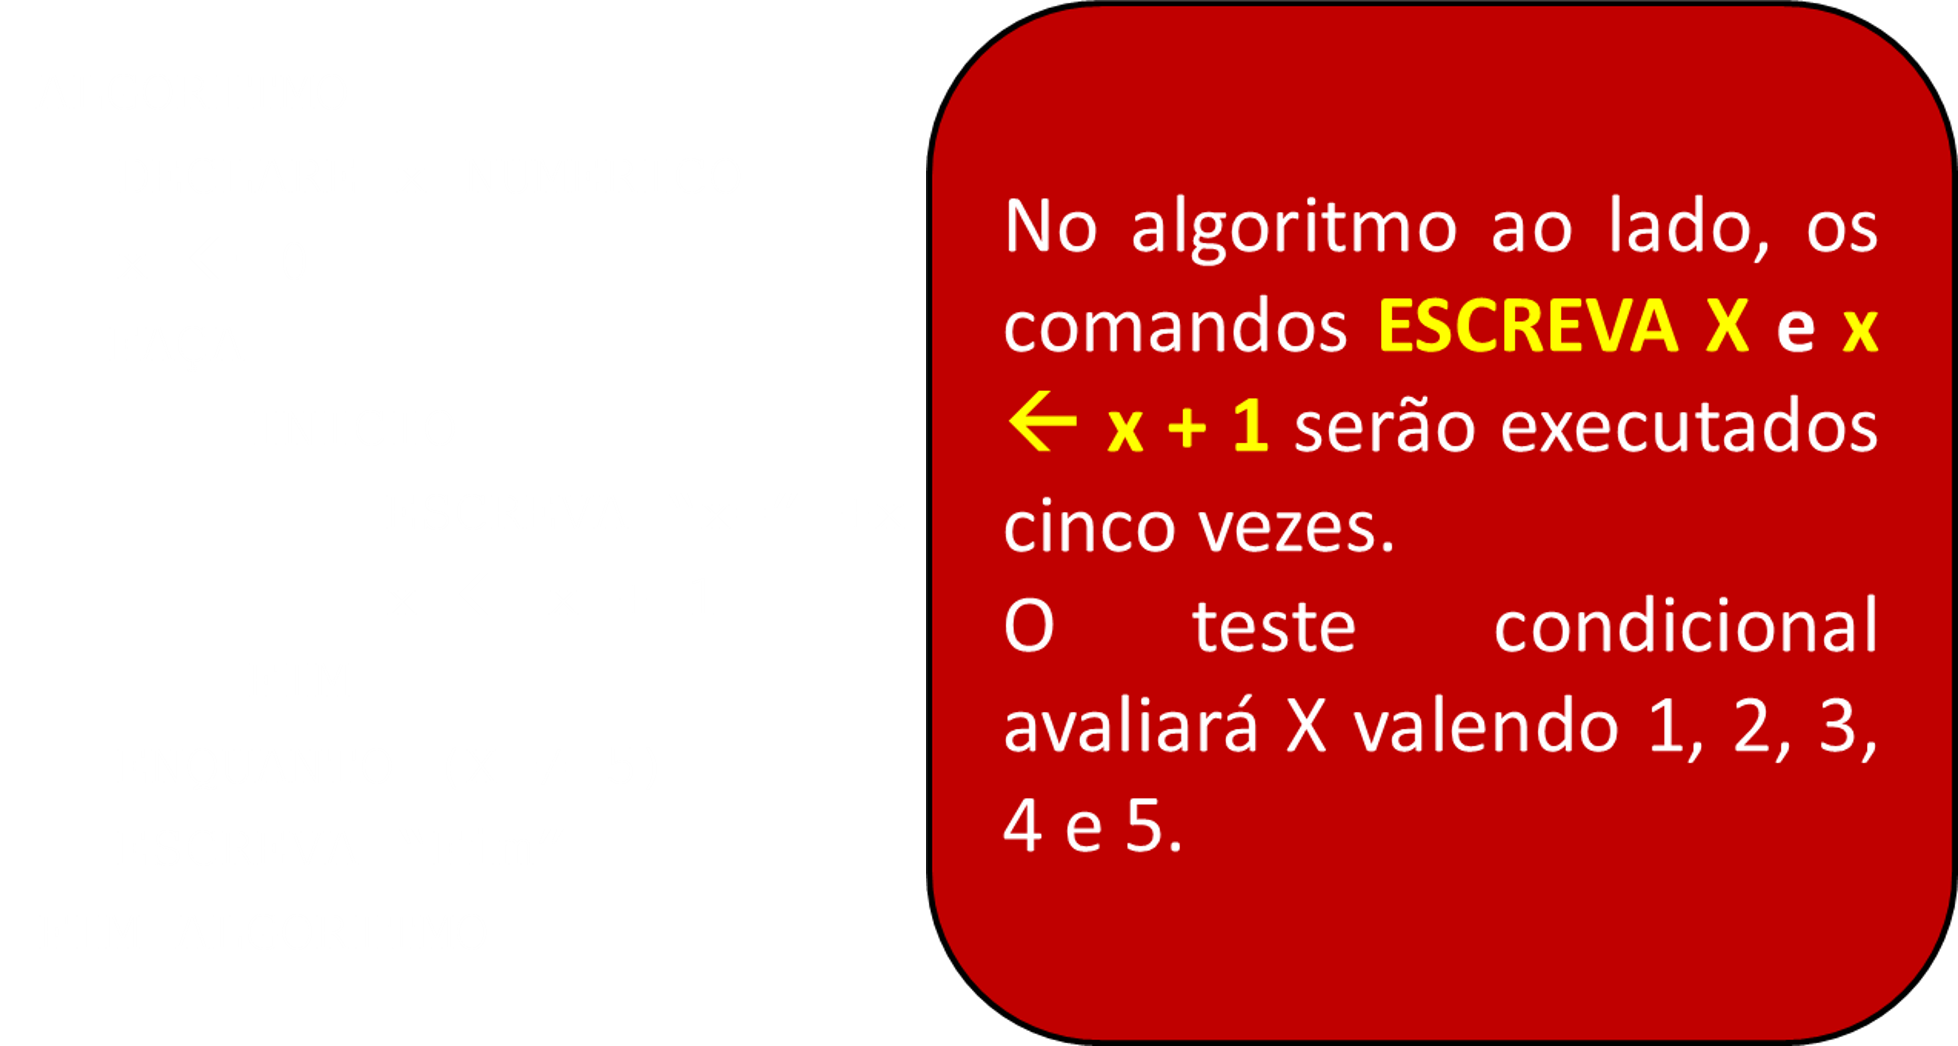 No algoritmo ao lado, os
comandos ESCREVA X e x
← x + 1 serão executados
cinco vezes.
O teste condicional
avaliará X valendo 1, 2, 3,
4 e 5.